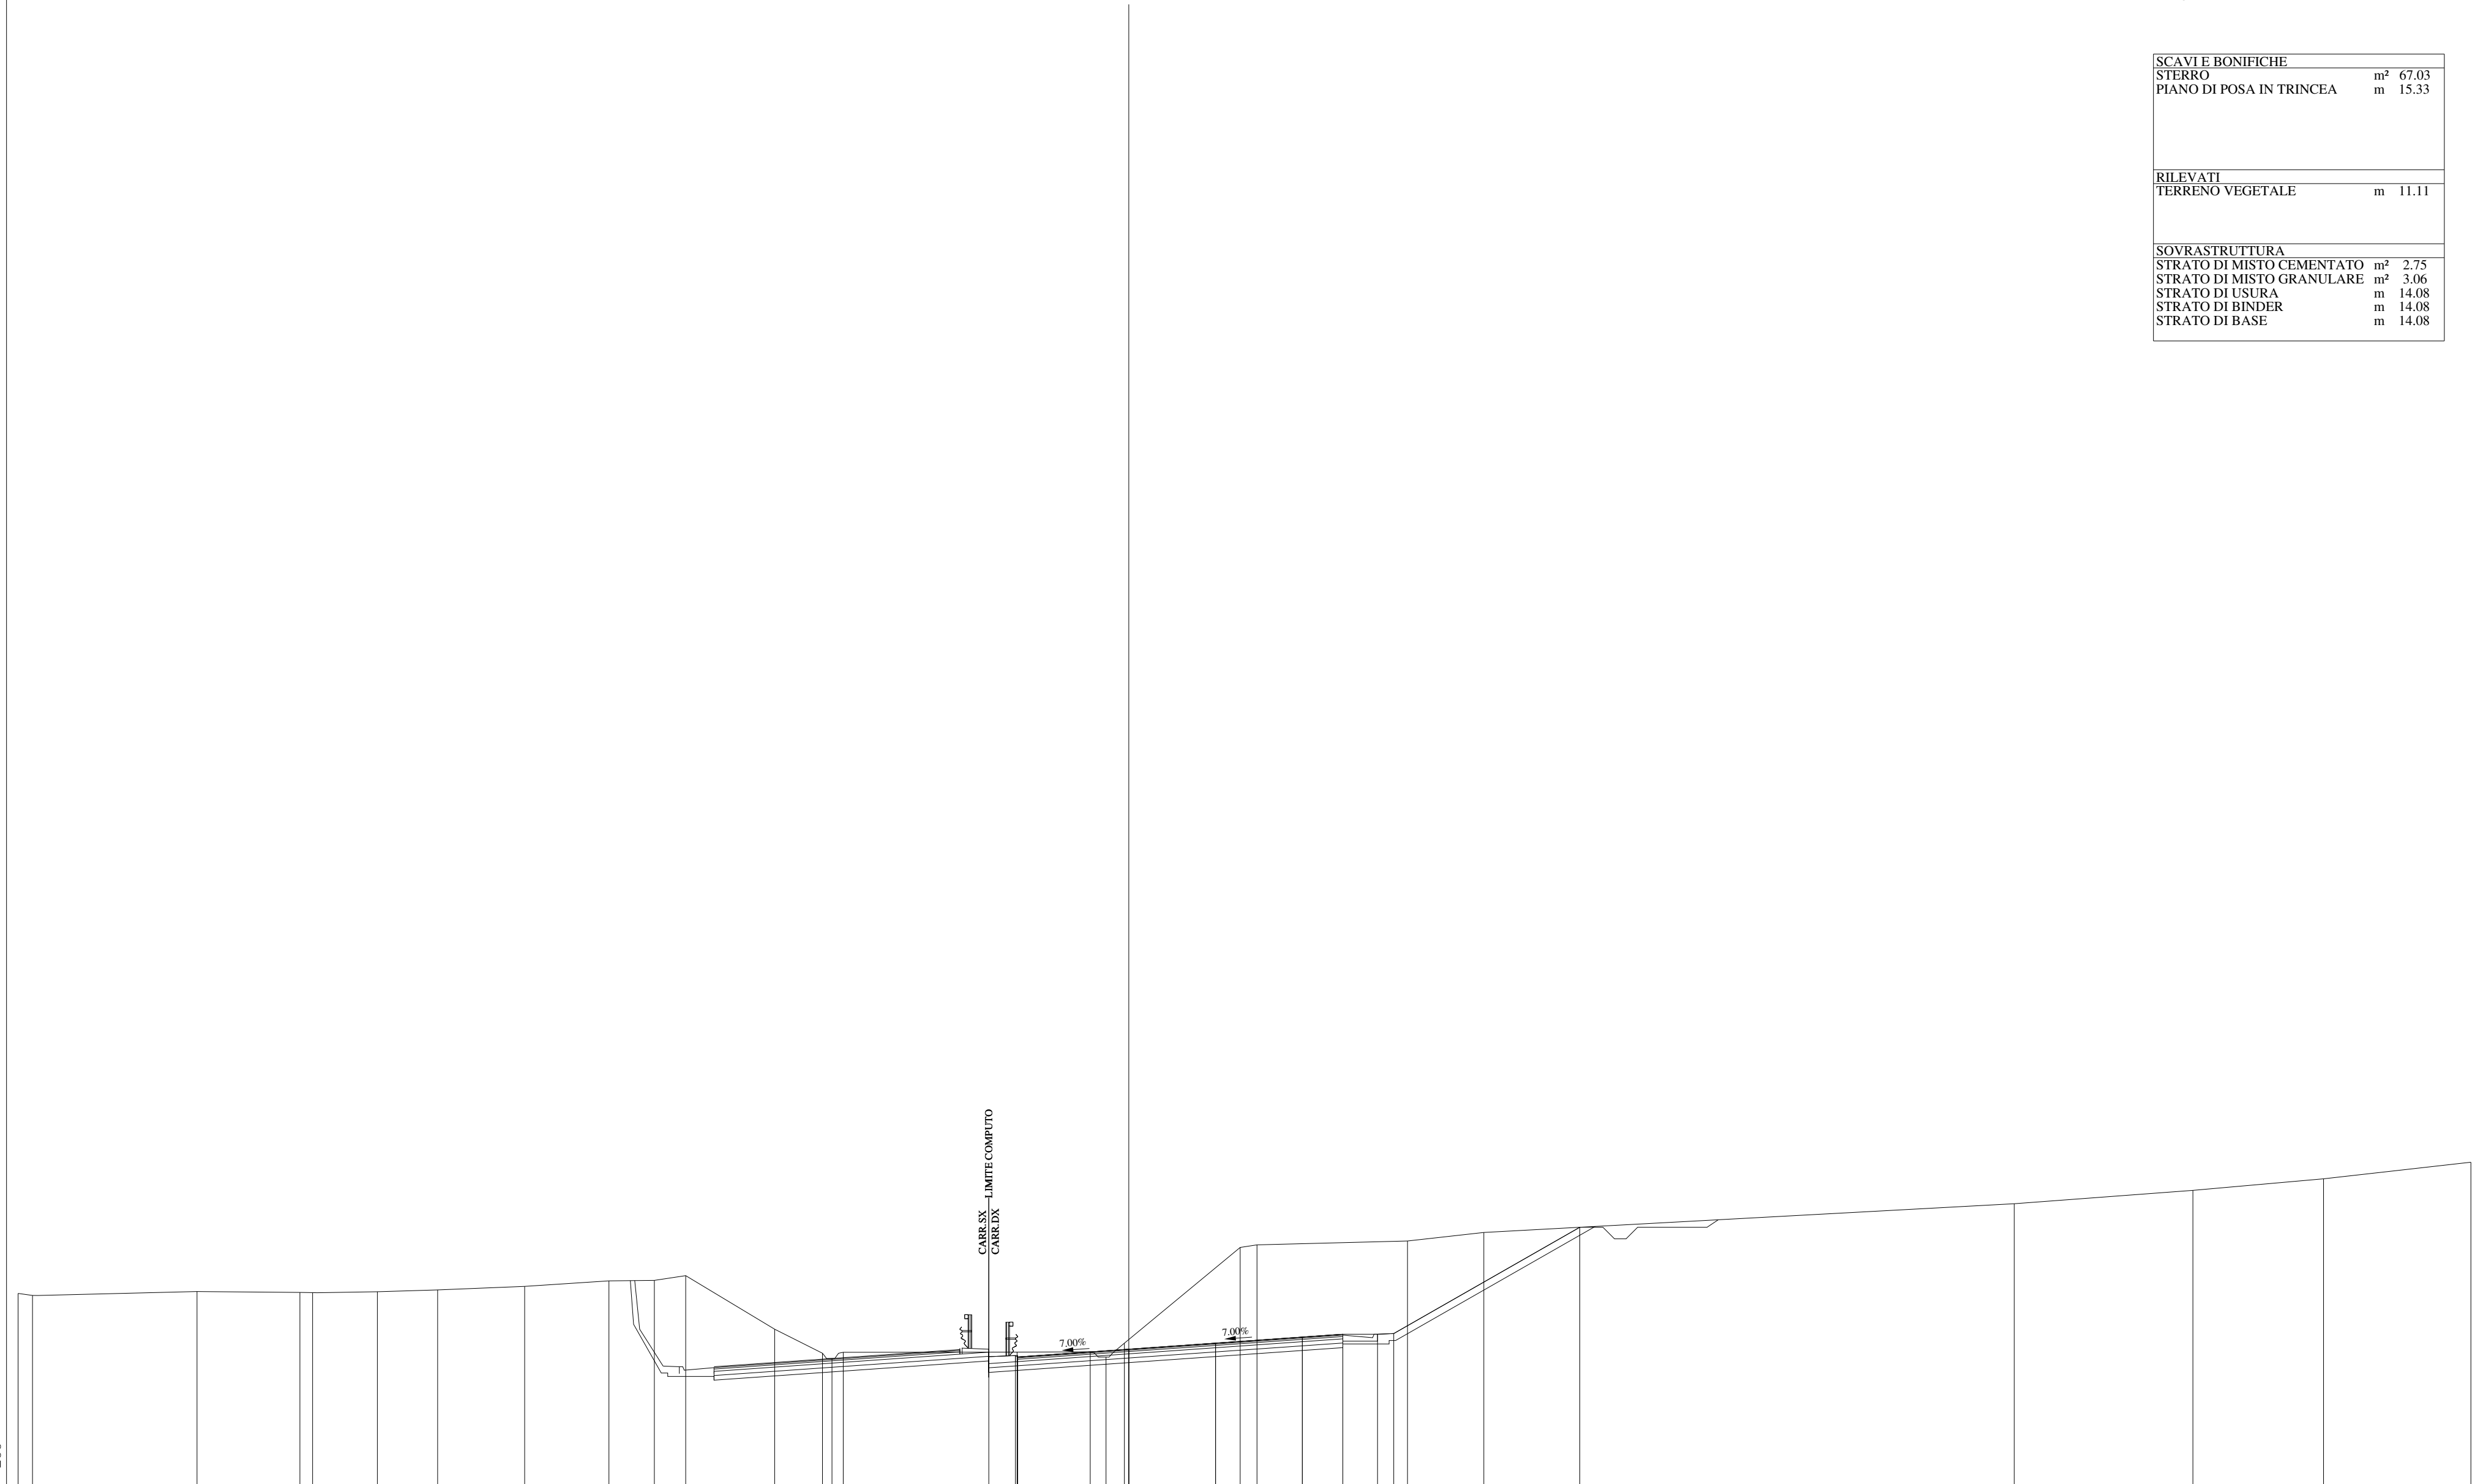 SCAVI E BONIFICHE
STERRO m² 67.03
PIANO DI POSA IN TRINCEA m 15.33
RILEVATI
TERRENO VEGETALE m 11.11
SOVRASTRUTTURA
STRATO DI MISTO CEMENTATO m² 2.75
STRATO DI MISTO GRANULARE m² 3.06
STRATO DI USURA m 14.08
STRATO DI BINDER m 14.08
STRATO DI BASE m 14.08
LIMITE COMPUTO
CARR.SX
CARR.DX
7.00%
7.00%